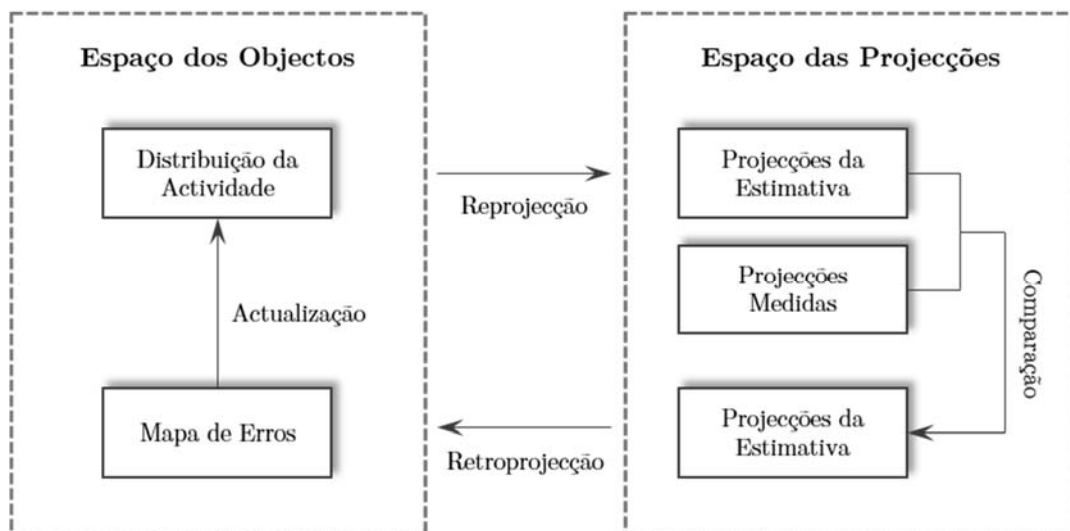 Espaço dos Objectos
Distribuição da
Actividade
Actualização
Mapa de Erros
Reprojecção
Retroprojecção
Espaço das Projecções
Projecções da
Estimativa
Projecções
Medidas
Comparação
Projecções da
Estimativa